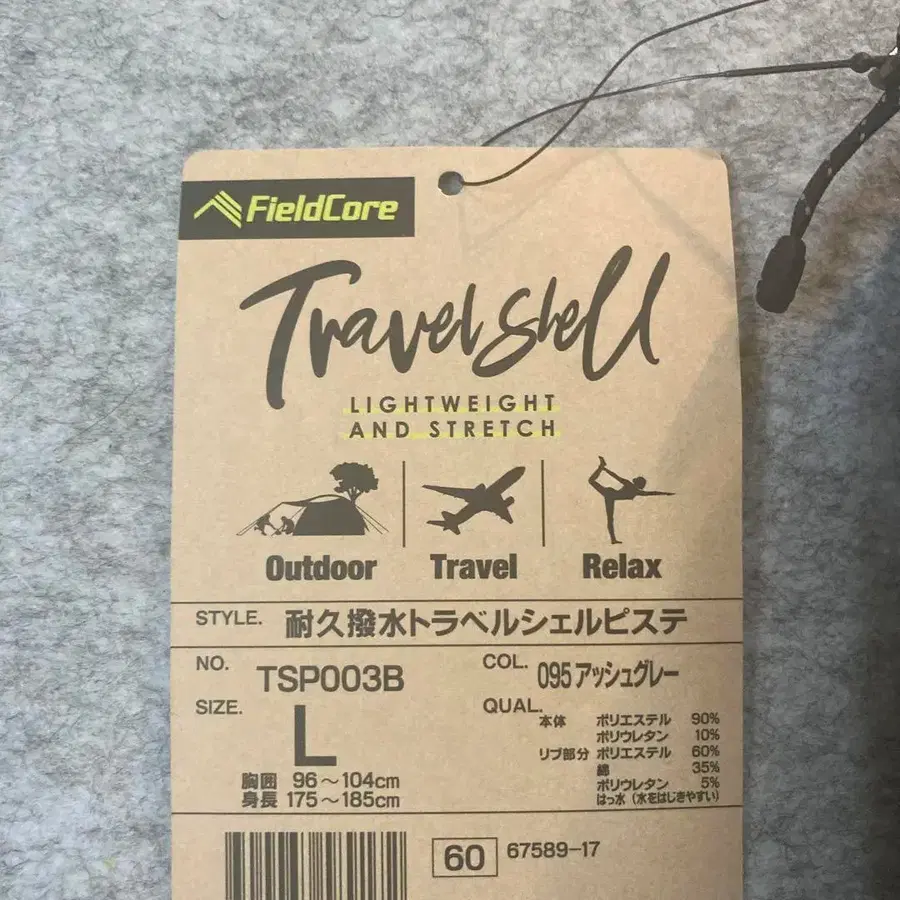 FieldCore
Travel Shell
LIGHTWEIGHT
AND STRETCH
Outdoor Travel Relax
STYLE. 耐久撥水トラベルシェルピステ
NO. TSP003B
COL. 095 アッシュグレー
SIZE. L
胸囲 96～104cm
身長 175～185cm
QUAL. 本体 ポリエステル 90%
ポリウレタン 10%
リブ部分 ポリエステル 60%
綿 35%
ポリウレタン 5%
はっ水（水をはじきやすい）
60 67589-17